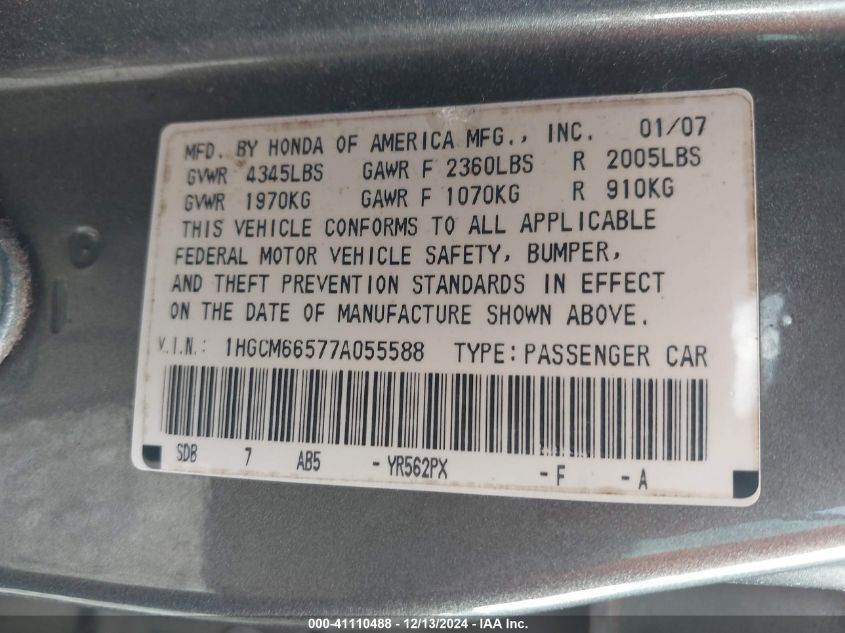 MFD. BY HONDA OF AMERICA MFG., INC. 01/07
GVWR 4345LBS GAWR F 2360LBS R 2005LBS
GVWR 1970KG GAWR F 1070KG R 910KG
THIS VEHICLE CONFORMS TO ALL APPLICABLE
FEDERAL MOTOR VEHICLE SAFETY, BUMPER,
AND THEFT PREVENTION STANDARDS IN EFFECT
ON THE DATE OF MANUFACTURE SHOWN ABOVE.
V.I.N.: 1HGCM66577A055588 TYPE: PASSENGER CAR
SDB 7 AB5 - YR562PX - F - A
000-41110488 - 12/13/2024 - IAA Inc.